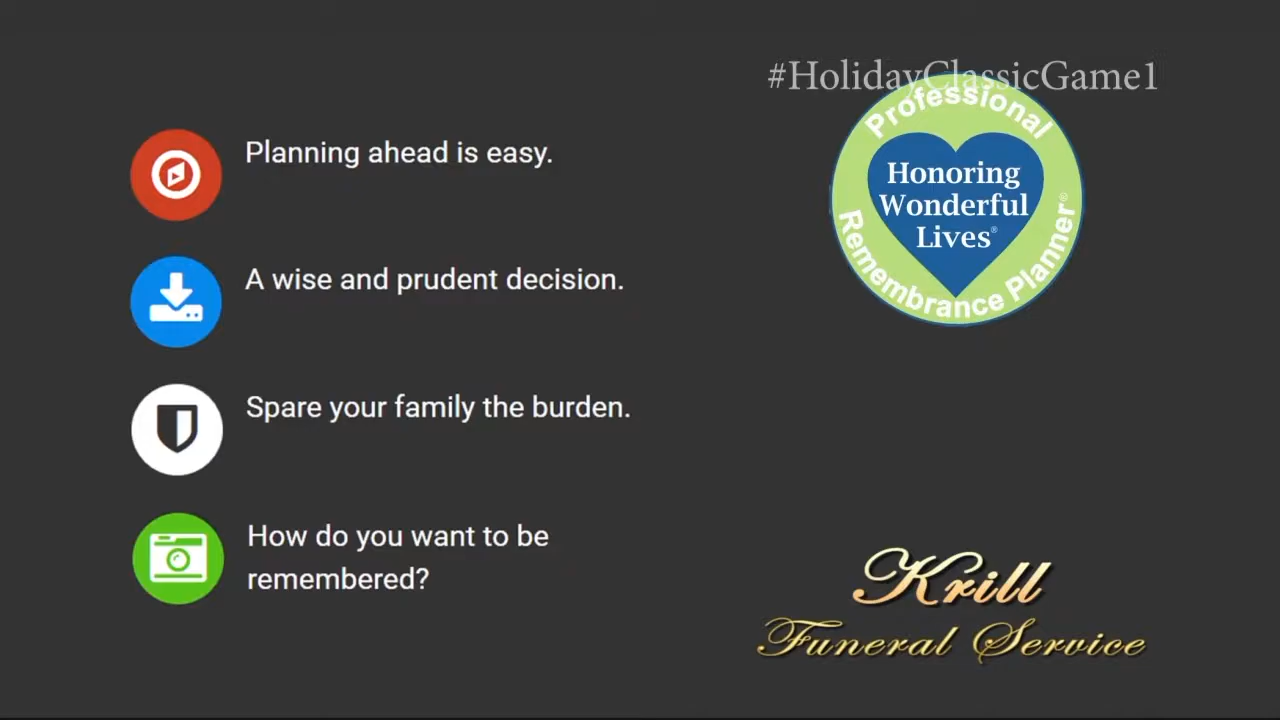 #HolidayClassicGame1
Planning ahead is easy.
A wise and prudent decision.
Spare your family the burden.
How do you want to be
remembered?
Professional
Honoring
Wonderful
Lives®
Remembrance Planner©
Krill
Funeral Service